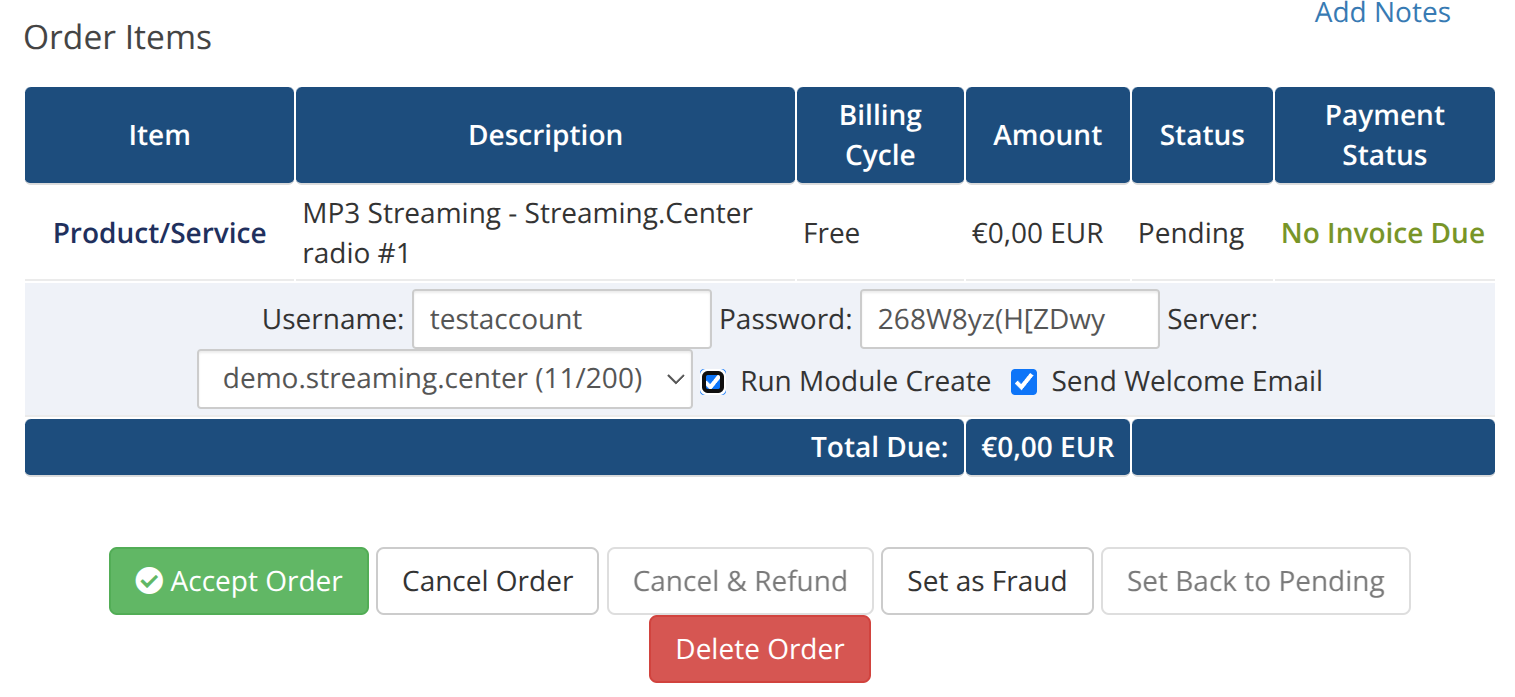 Add Notes
Order Items
Item Description Billing Cycle Amount Status Payment Status
Product/Service MP3 Streaming - Streaming.Center radio #1 Free €0,00 EUR Pending No Invoice Due
Username: testaccount Password: 268W8yz(H[ZDwy Server:
demo.streaming.center (11/200) Run Module Create Send Welcome Email
Total Due: €0,00 EUR
Accept Order Cancel Order Cancel & Refund Set as Fraud Set Back to Pending
Delete Order